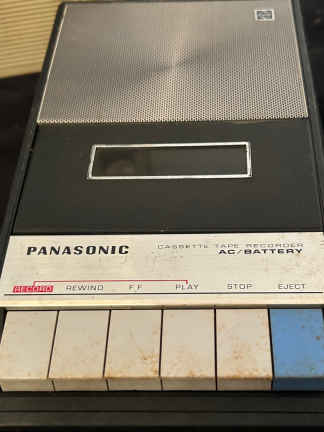 PANASONIC
CASSETTE TAPE RECORDER
AC/BATTERY
RECORD REWIND F.F PLAY STOP EJECT